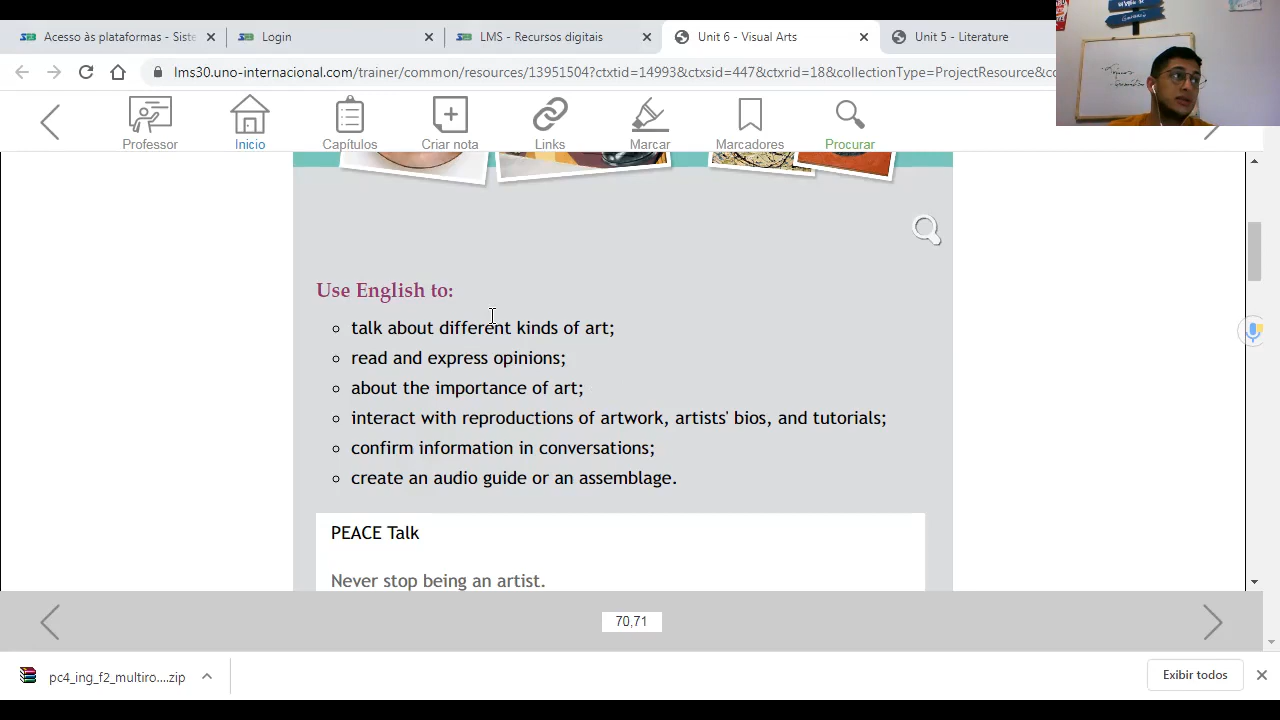 Acesso às plataformas - Siste
Login
LMS - Recursos digitais
Unit 6 - Visual Arts
Unit 5 - Literature
lms30.uno-internacional.com/trainer/common/resources/13951504?ctxtid=14993&ctxsid=447&ctxrid=18&collectionType=ProjectResource&co
Professor
Inicio
Capítulos
Criar nota
Links
Marcar
Marcadores
Procurar
Use English to:
talk about different kinds of art;
read and express opinions;
about the importance of art;
interact with reproductions of artwork, artists' bios, and tutorials;
confirm information in conversations;
create an audio guide or an assemblage.
PEACE Talk
Never stop being an artist.
70,71
pc4_ing_f2_multiro....zip
Exibir todos